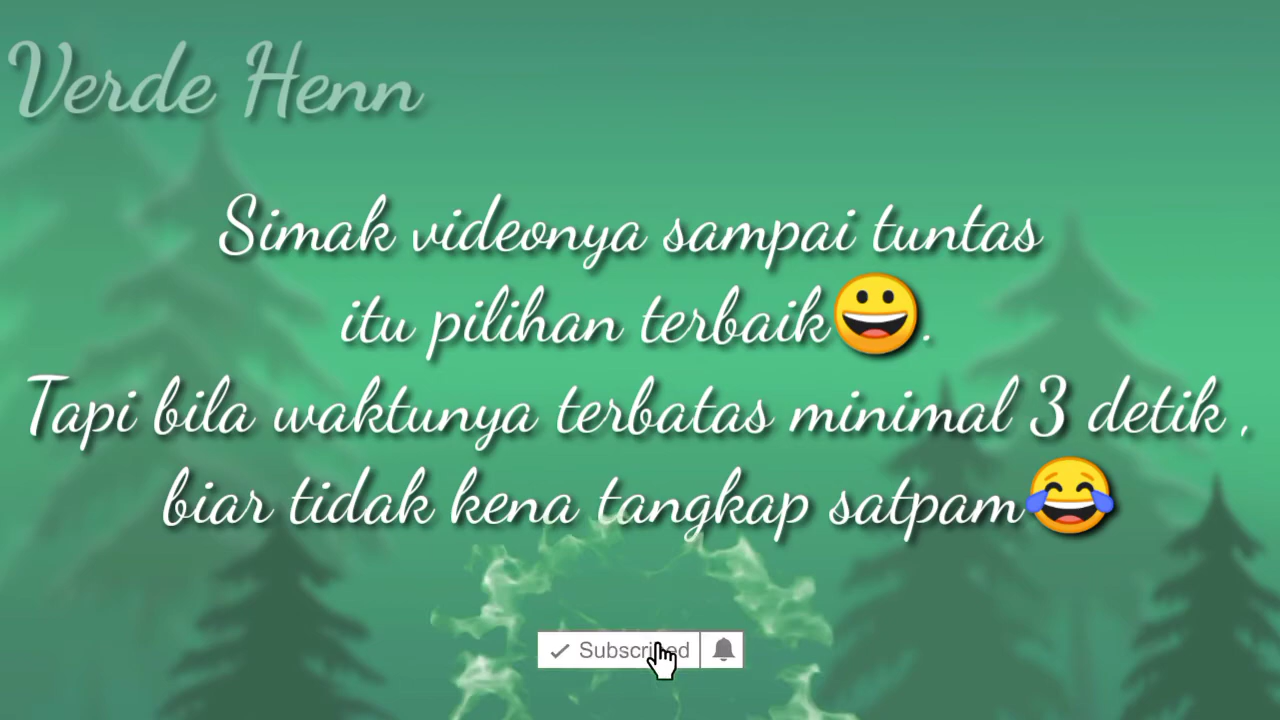 Verde Henn
Simak videonya sampai tuntas
itu pilihan terbaik😀.
Tapi bila waktunya terbatas minimal 3 detik ,
biar tidak kena tangkap satpam😂
Subscribed